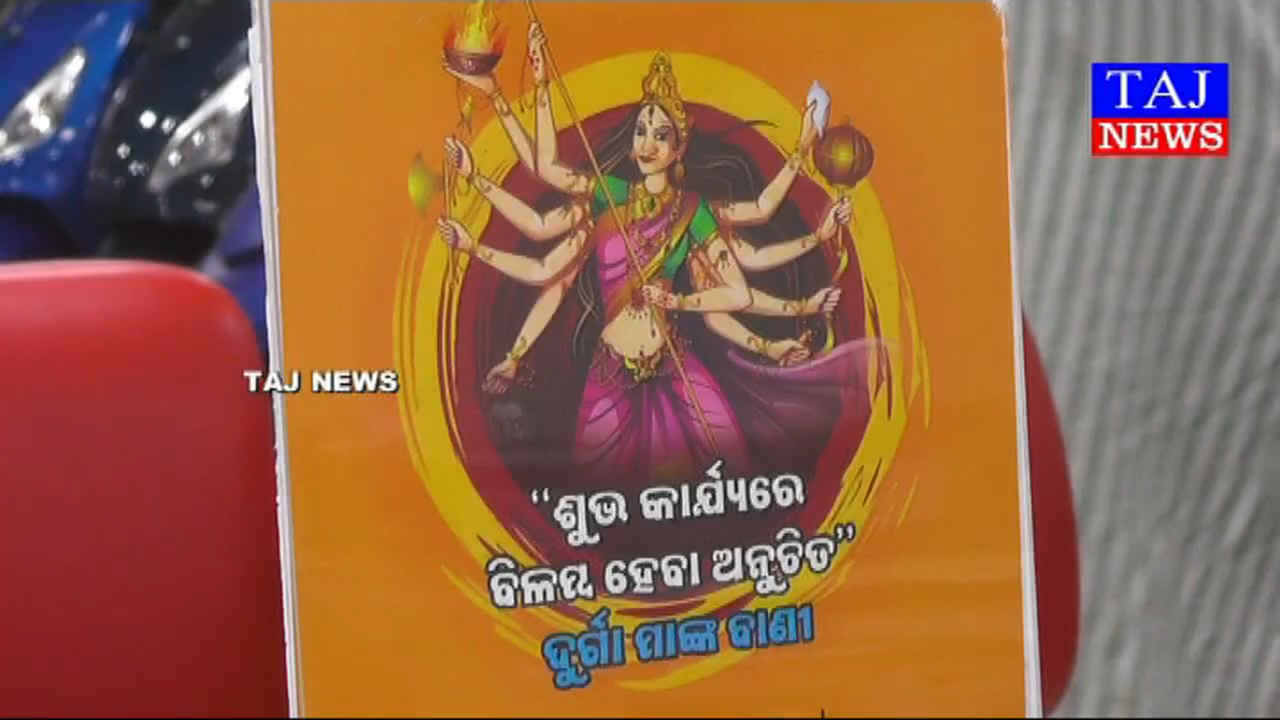 TAJ
NEWS
TAJ NEWS
“ଶୁଭ କାର୍ଯ୍ୟରେ
ବିଳମ୍ବ ହେବା ଅନୁଚିତ”
ଦୁର୍ଗା ମାଙ୍କ ବାଣୀ